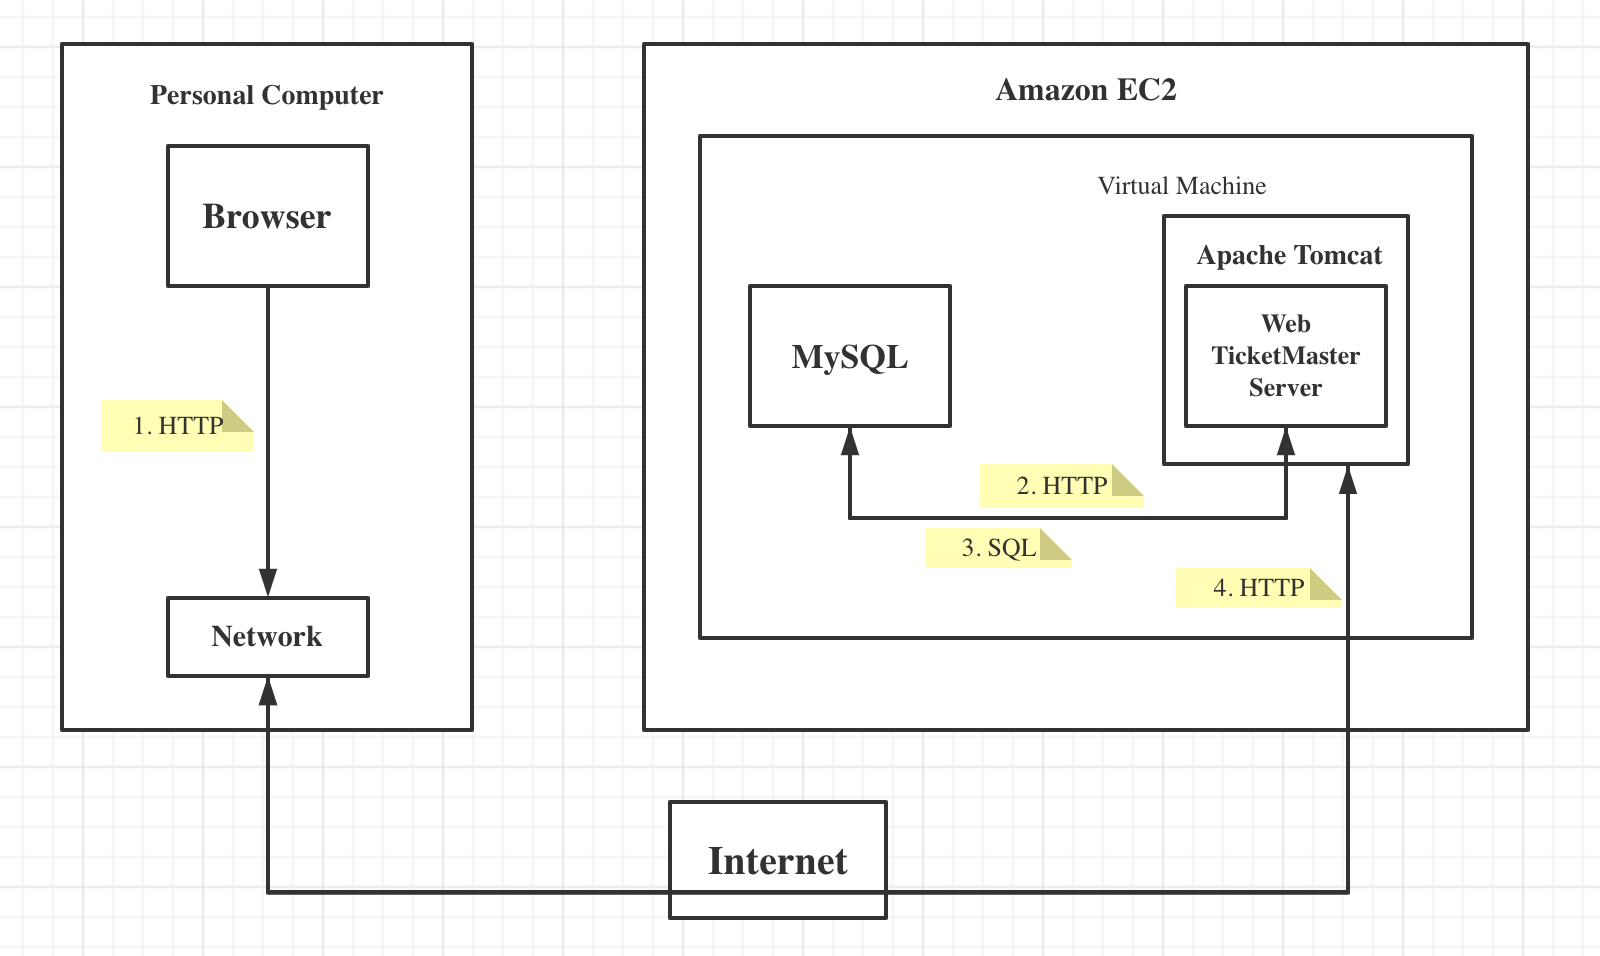 Personal Computer
Browser
1. HTTP
Network
Amazon EC2
Virtual Machine
Apache Tomcat
Web
TicketMaster
Server
MySQL
2. HTTP
3. SQL
4. HTTP
Internet